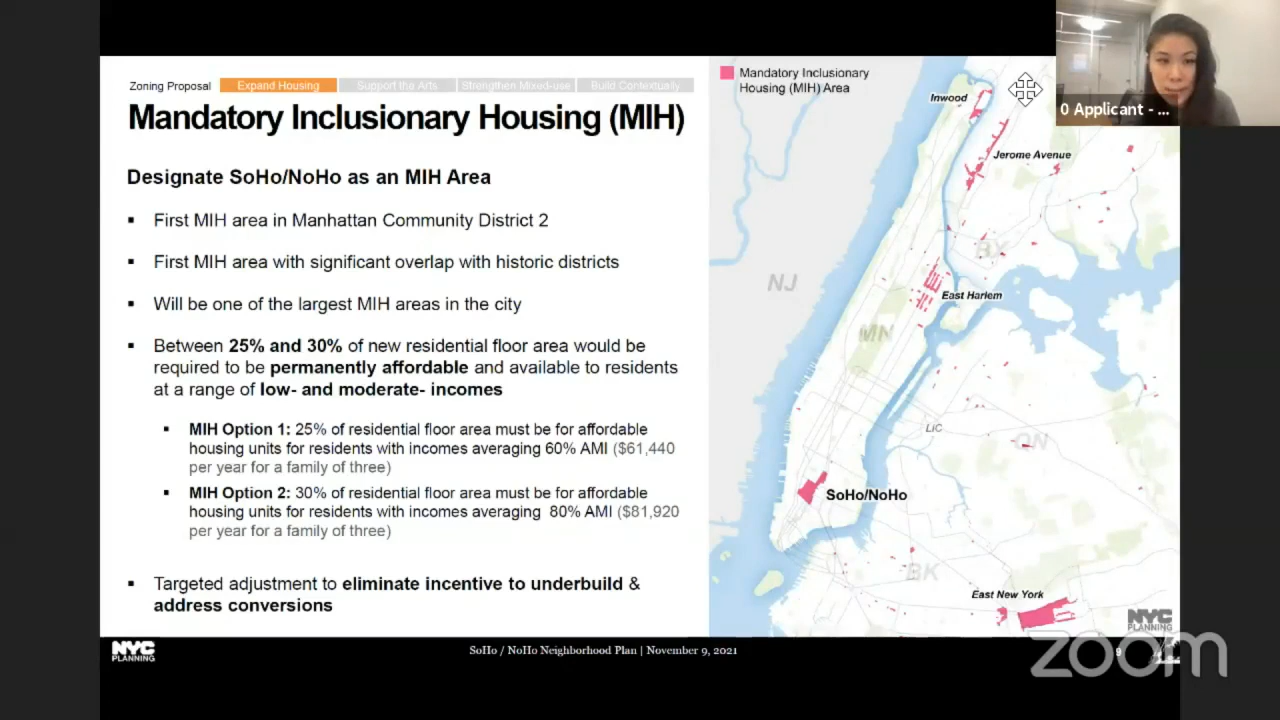 Zoning Proposal Expand Housing Support the Arts Strengthen Mixed-use Build Contextually
Mandatory Inclusionary Housing (MIH)
Designate SoHo/NoHo as an MIH Area
▪ First MIH area in Manhattan Community District 2
▪ First MIH area with significant overlap with historic districts
▪ Will be one of the largest MIH areas in the city
▪ Between 25% and 30% of new residential floor area would be
required to be permanently affordable and available to residents
at a range of low- and moderate- incomes
▪ MIH Option 1: 25% of residential floor area must be for affordable
housing units for residents with incomes averaging 60% AMI ($61,440
per year for a family of three)
▪ MIH Option 2: 30% of residential floor area must be for affordable
housing units for residents with incomes averaging 80% AMI ($81,920
per year for a family of three)
▪ Targeted adjustment to eliminate incentive to underbuild &
address conversions
Mandatory Inclusionary
Housing (MIH) Area
Inwood
Jerome Avenue
BX
NJ
East Harlem
MN
LIC
QN
SoHo/NoHo
BK
East New York
NYC
PLANNING
0 Applicant - ...
NYC
PLANNING
SoHo / NoHo Neighborhood Plan | November 9, 2021
9
zoom